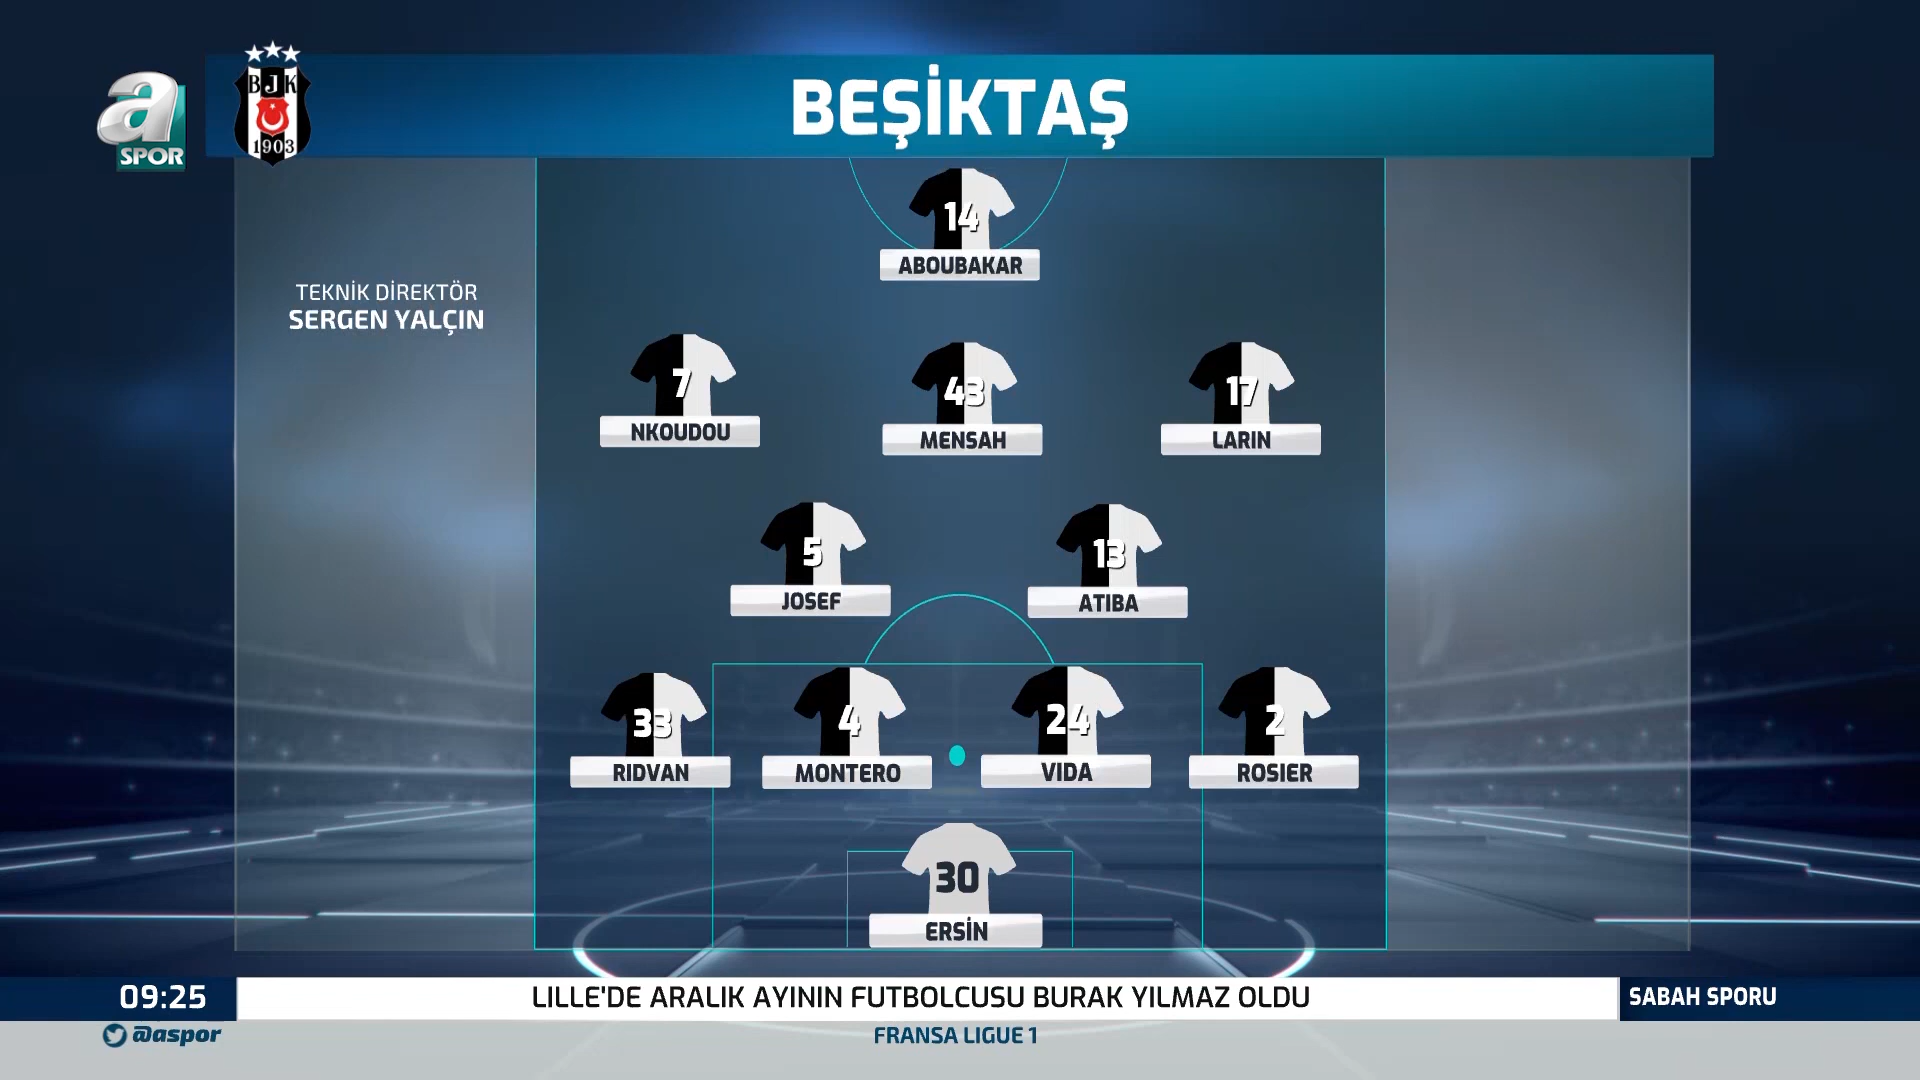 BEŞİKTAŞ
BJK
1903
a
SPOR
TEKNİK DİREKTÖR
SERGEN YALÇIN
14
ABOUBAKAR
7
NKOUDOU
43
MENSAH
17
LARIN
5
JOSEF
13
ATIBA
33
RIDVAN
4
MONTERO
24
VIDA
2
ROSIER
30
ERSİN
09:25
LILLE'DE ARALIK AYININ FUTBOLCUSU BURAK YILMAZ OLDU
SABAH SPORU
@aspor
FRANSA LIGUE 1